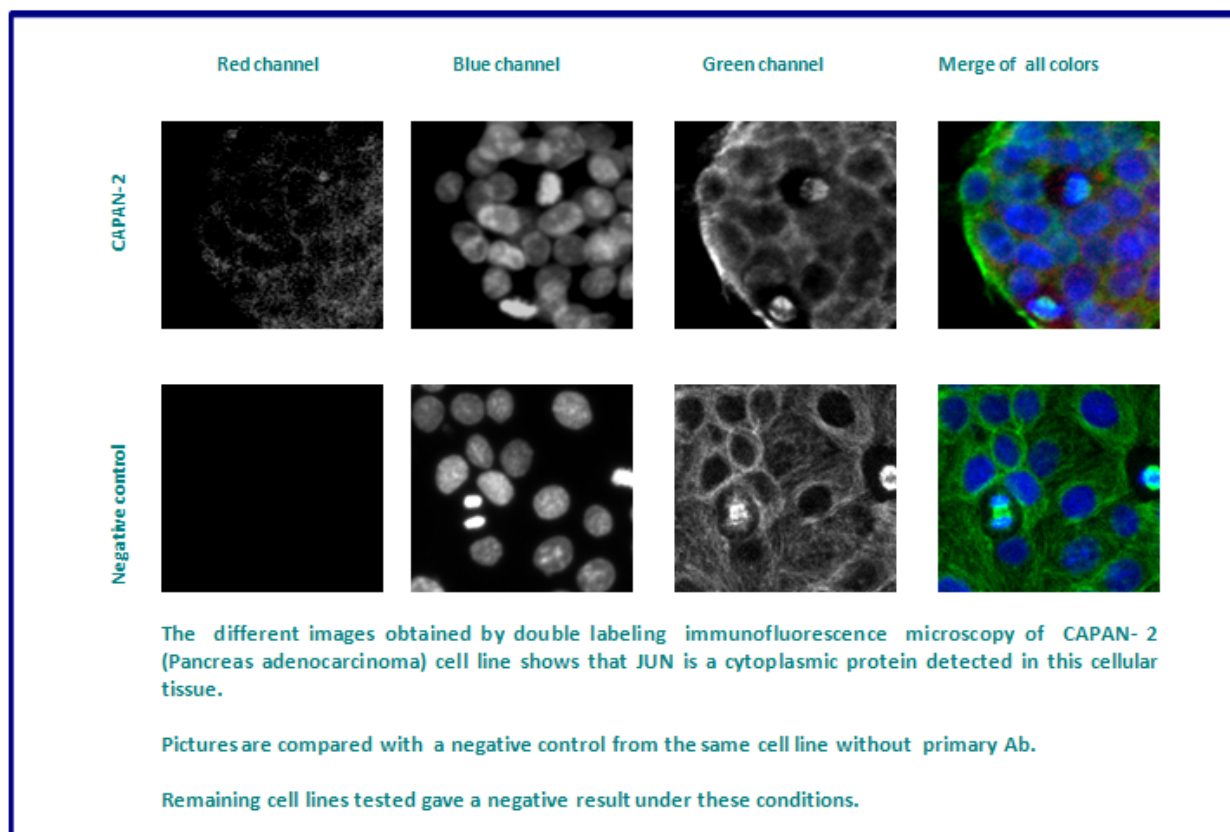 Red channel Blue channel Green channel Merge of all colors
CAPAN-2
Negative control
The different images obtained by double labeling immunofluorescence microscopy of CAPAN- 2
(Pancreas adenocarcinoma) cell line shows that JUN is a cytoplasmic protein detected in this cellular
tissue.
Pictures are compared with a negative control from the same cell line without primary Ab.
Remaining cell lines tested gave a negative result under these conditions.